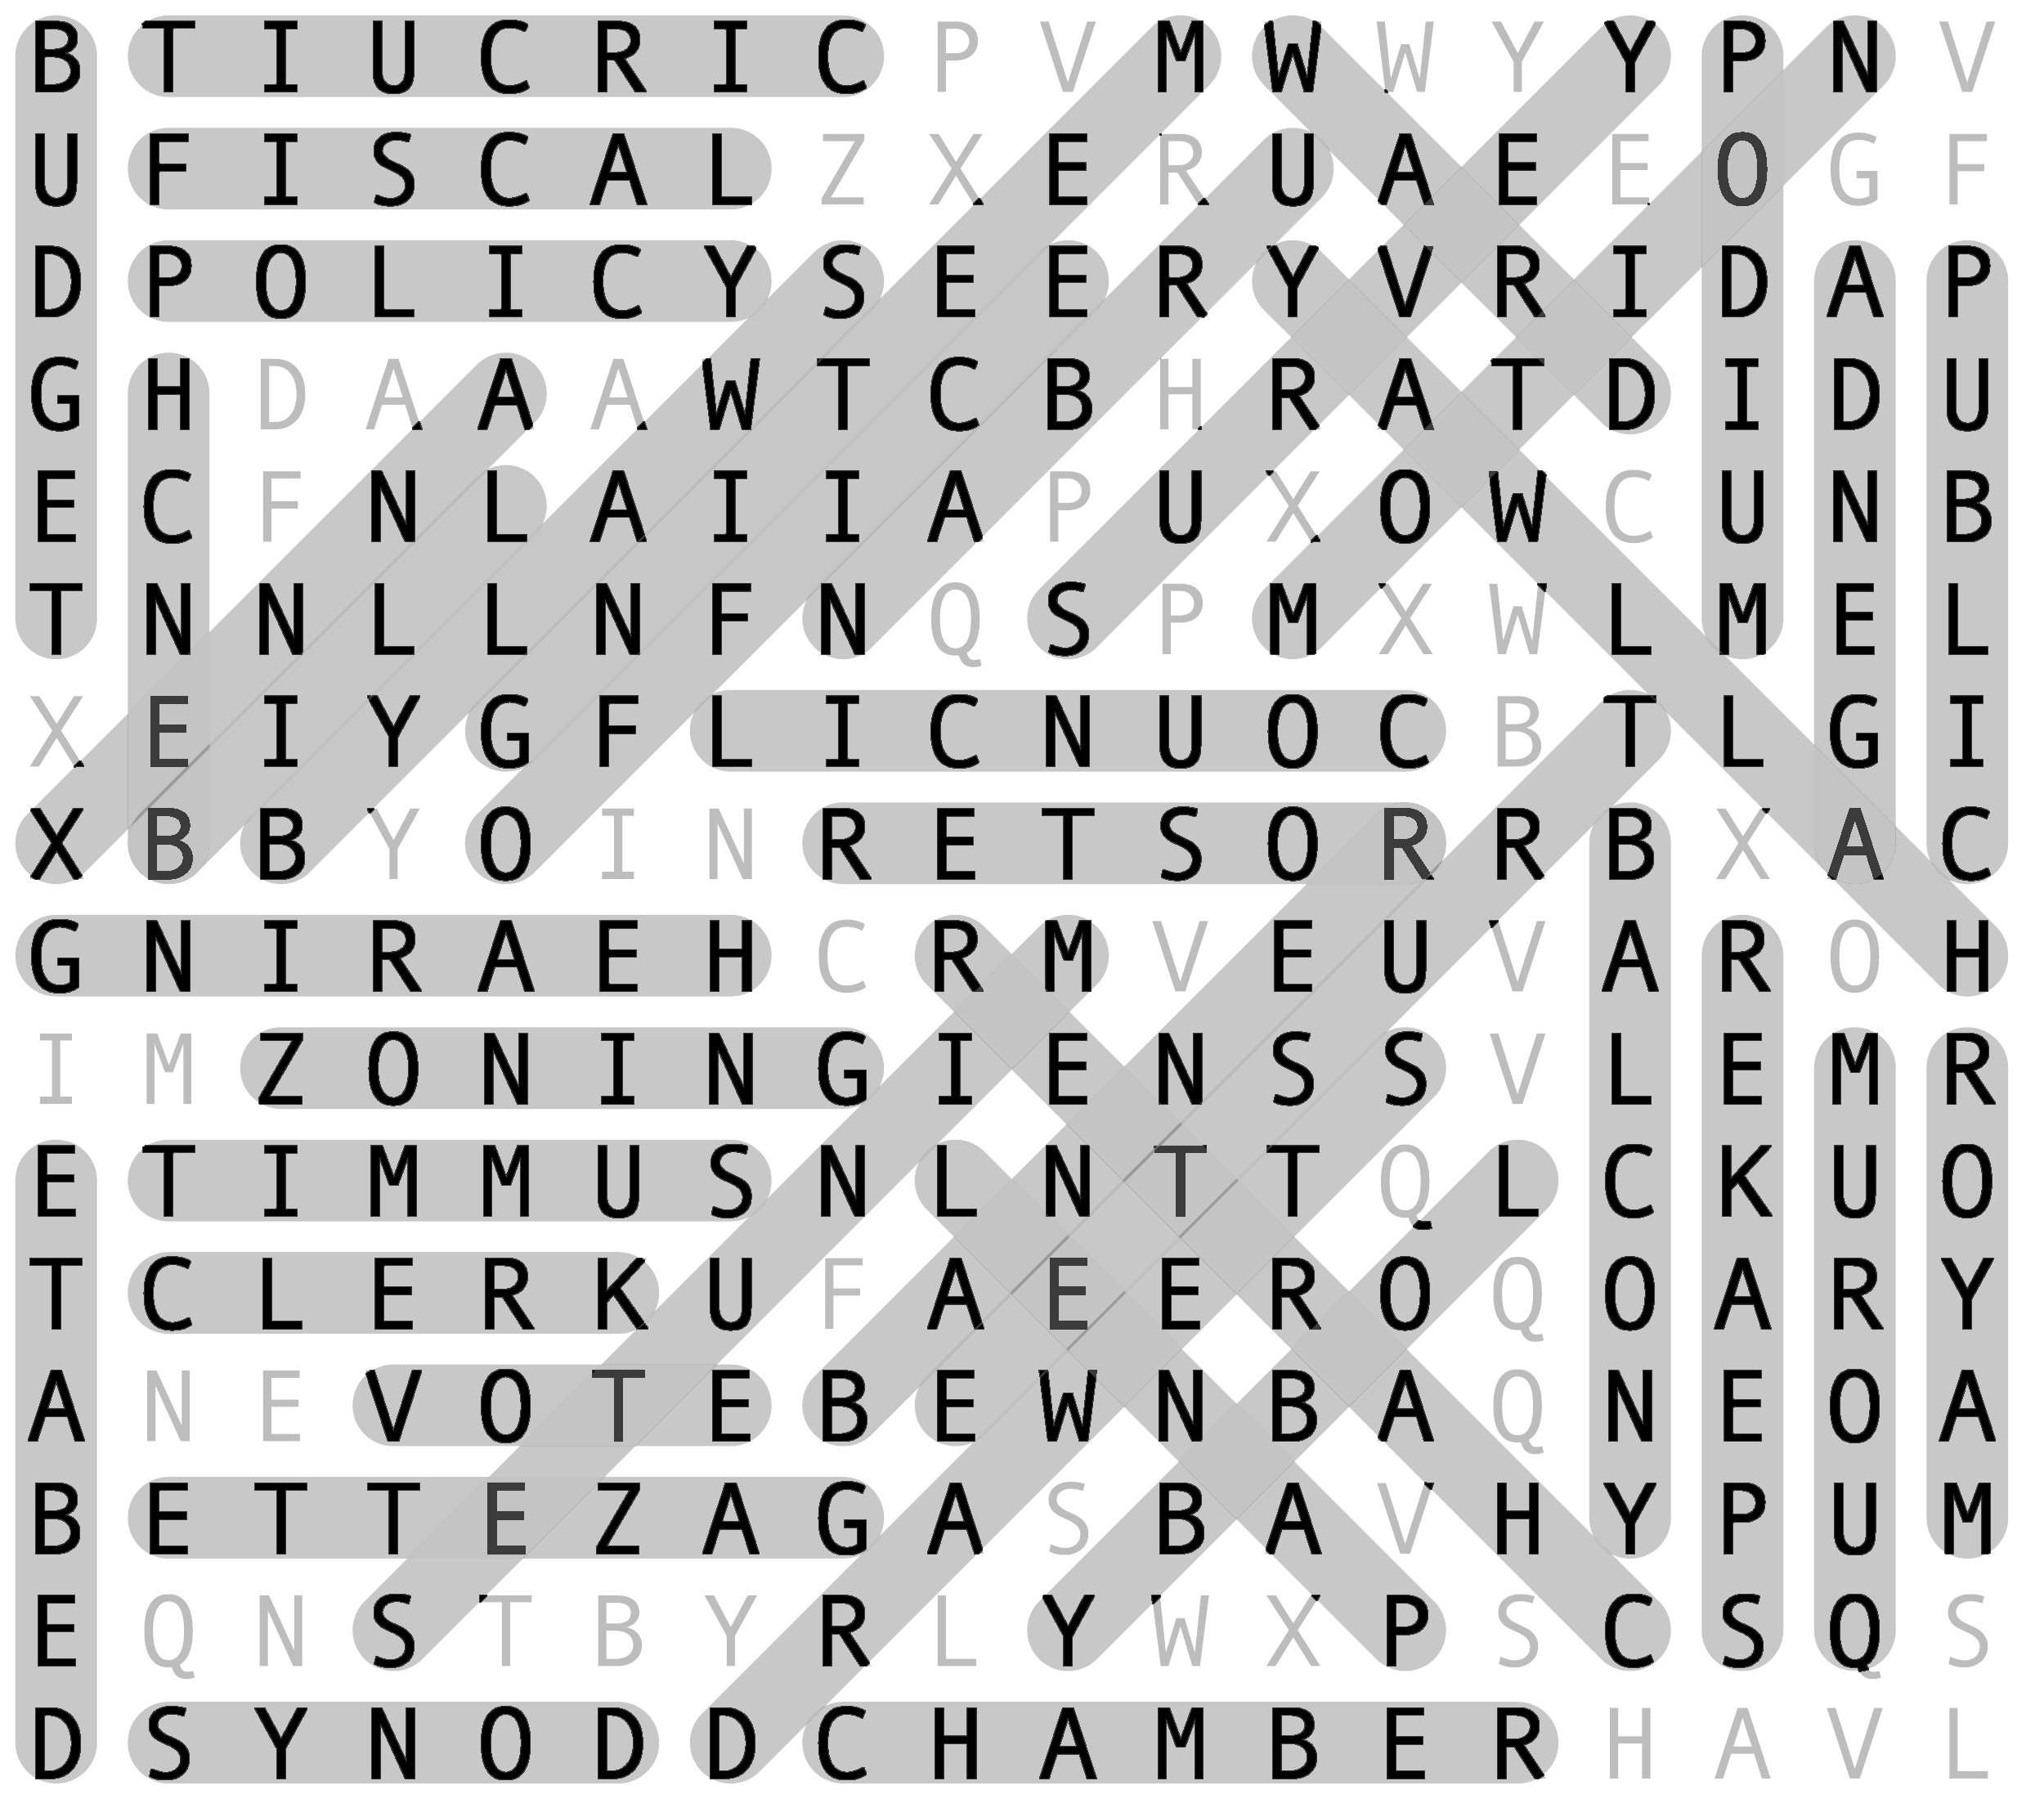 B T I U C R I C P V M W W Y Y P N V
U F I S C A L Z X E R U A E E O G F
D P O L I C Y S E E R Y V R I D A P
G H D A A A W T C B H R A T D I D U
E C F N L A I I A P U X O W C U N B
T N N L L N F N Q S P M X W L M E L
X E I Y G F L I C N U O C B T L G I
X B B Y O I N R E T S O R R B X A C
G N I R A E H C R M V E U V A R O H
I M Z O N I N G I E N S S V L E M R
E T I M M U S N L N T T Q L C K U O
T C L E R K U F A E E R O Q O A R Y
A N E V O T E B E W N B A Q N E O A
B E T T E Z A G A S B A V H Y P U M
E Q N S T B Y R L Y W X P S C S Q S
D S Y N O D D C H A M B E R H A V L